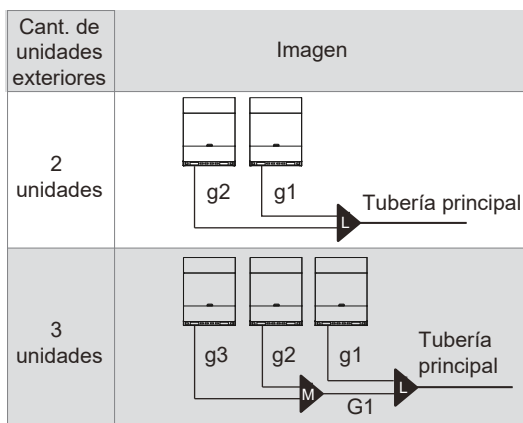 Cant. de
unidades
exteriores
Imagen
2
unidades
g2 g1
Tubería principal
L
3
unidades
g3 g2 g1
Tubería
principal
M
L
G1